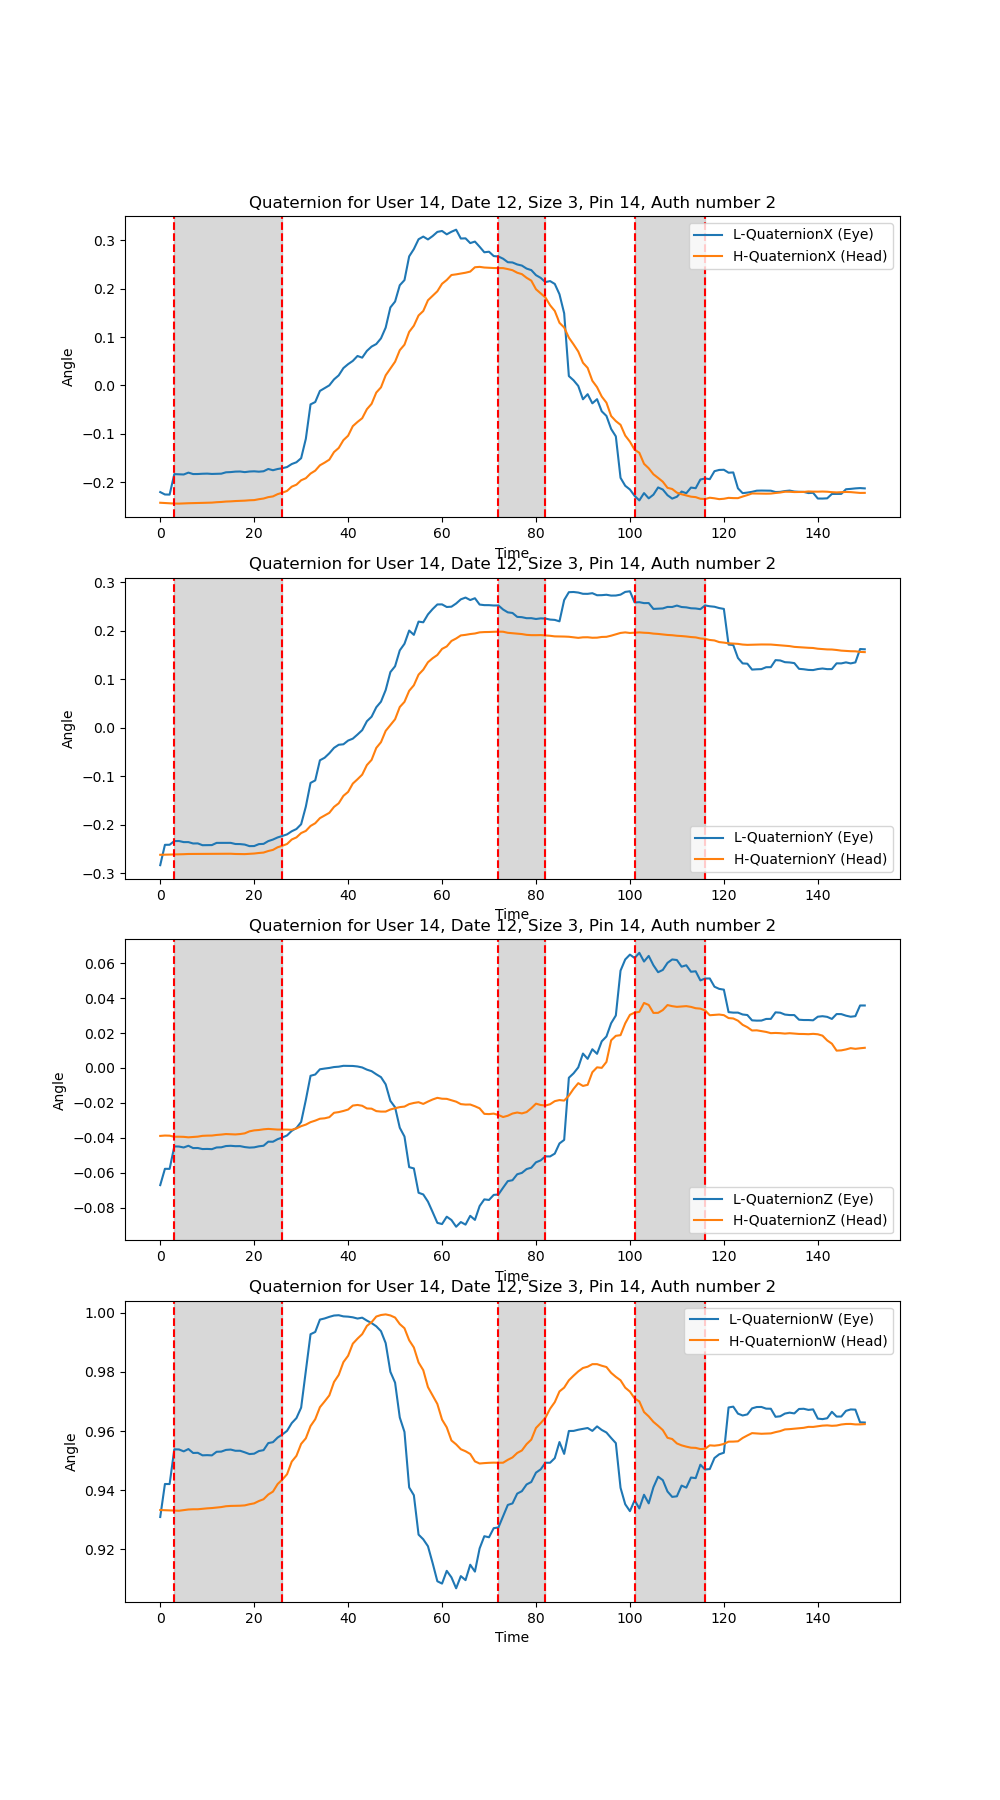 Quaternion for User 14, Date 12, Size 3, Pin 14, Auth number 2
L-QuaternionX (Eye)
H-QuaternionX (Head)
0.3
0.2
0.1
0.0
−0.1
−0.2
Angle
0 20 40 60 80 100 120 140
Time
Quaternion for User 14, Date 12, Size 3, Pin 14, Auth number 2
0.3
0.2
0.1
0.0
−0.1
−0.2
−0.3
Angle
L-QuaternionY (Eye)
H-QuaternionY (Head)
0 20 40 60 80 100 120 140
Time
Quaternion for User 14, Date 12, Size 3, Pin 14, Auth number 2
0.06
0.04
0.02
0.00
−0.02
−0.04
−0.06
−0.08
Angle
L-QuaternionZ (Eye)
H-QuaternionZ (Head)
0 20 40 60 80 100 120 140
Time
Quaternion for User 14, Date 12, Size 3, Pin 14, Auth number 2
L-QuaternionW (Eye)
H-QuaternionW (Head)
1.00
0.98
0.96
0.94
0.92
Angle
0 20 40 60 80 100 120 140
Time